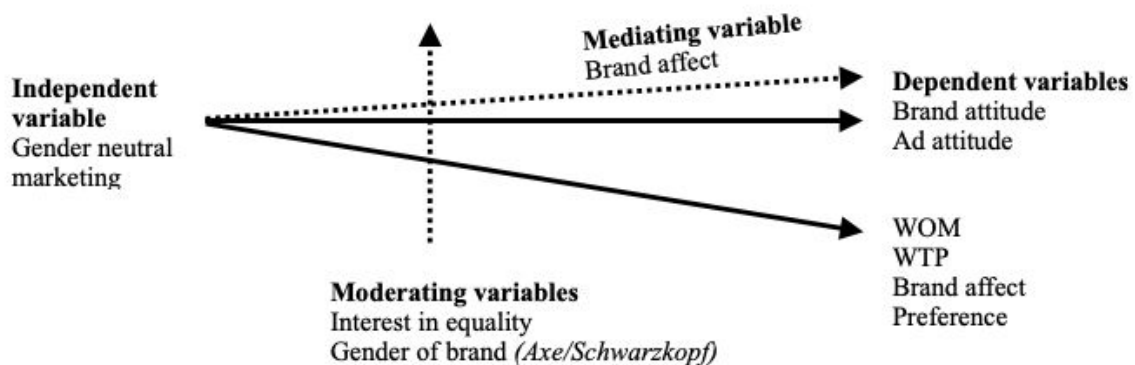 Independent
variable
Gender neutral
marketing
Mediating variable
Brand affect
Dependent variables
Brand attitude
Ad attitude
WOM
WTP
Brand affect
Preference
Moderating variables
Interest in equality
Gender of brand (Axe/Schwarzkopf)